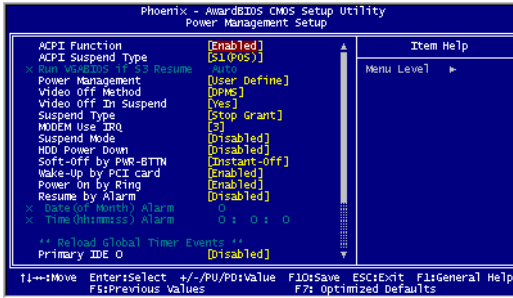 Phoenix - AwardBIOS CMOS Setup Utility
Power Management Setup
ACPI Function [Enabled]
ACPI Suspend Type [S1(POS)]
x Run VGABIOS if S3 Resume Auto
Power Management [User Define]
Video Off Method [DPMS]
Video Off In Suspend [Yes]
Suspend Type [Stop Grant]
MODEM Use IRQ [3]
Suspend Mode [Disabled]
HDD Power Down [Disabled]
Soft-Off by PWR-BTTN [Instant-Off]
Wake-Up by PCI card [Enabled]
Power On by Ring [Enabled]
Resume by Alarm [Disabled]
x Date(of Month) Alarm 0
x Time(hh:mm:ss) Alarm 0 : 0 : 0
** Reload Global Timer Events **
Primary IDE 0 [Disabled]
Item Help
Menu Level ►
↑↓→←:Move Enter:Select +/-/PU/PD:Value F10:Save ESC:Exit F1:General Help
F5:Previous Values F7: Optimized Defaults